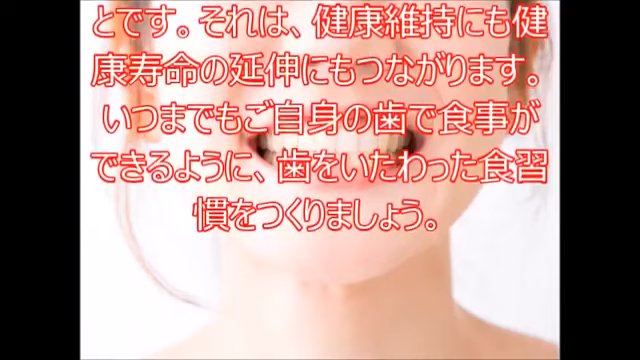 とです。それは、健康維持にも健
康寿命の延伸にもつながります。
いつまでもご自身の歯で食事が
できるように、歯をいたわった食習
慣をつくりましょう。